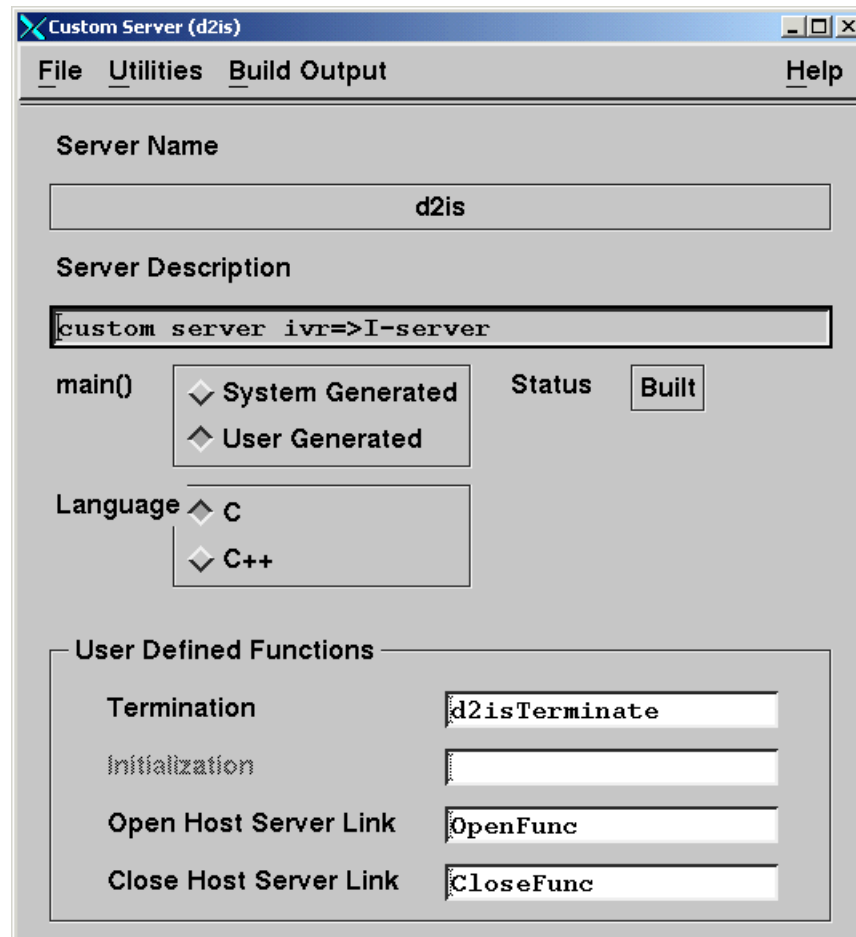 Custom Server (d2is)
File Utilities Build Output Help
Server Name
d2is
Server Description
custom server ivr=>I-server
main()
System Generated
User Generated
Status
Built
Language
C
C++
User Defined Functions
Termination d2isTerminate
Initialization
Open Host Server Link OpenFunc
Close Host Server Link CloseFunc